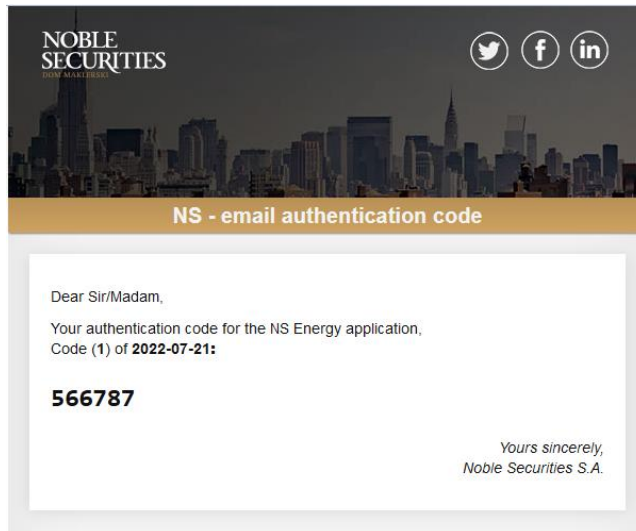 NOBLE
SECURITIES
DOM MAKLERSKI
NS - email authentication code
Dear Sir/Madam,
Your authentication code for the NS Energy application,
Code (1) of 2022-07-21:
566787
Yours sincerely,
Noble Securities S.A.